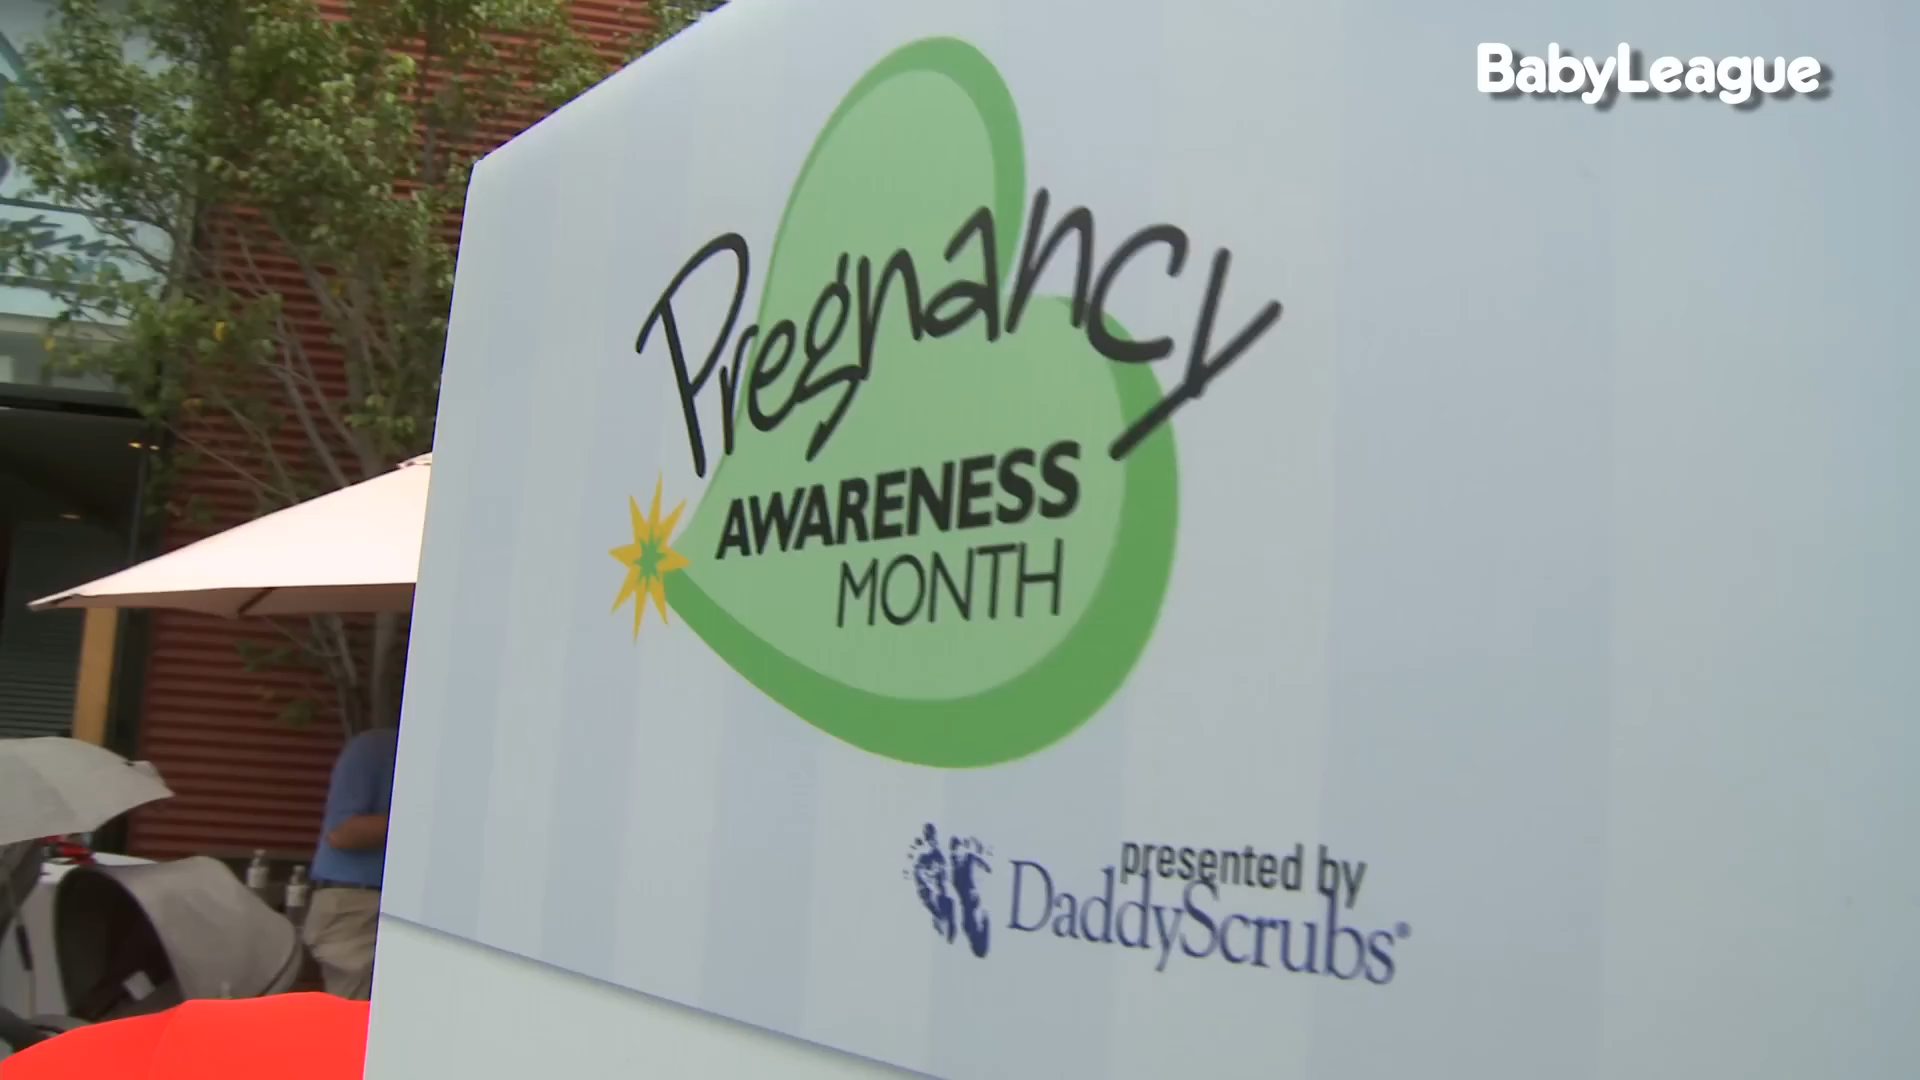 BabyLeague
Pregnancy
AWARENESS
MONTH
presented by
DaddyScrubs®